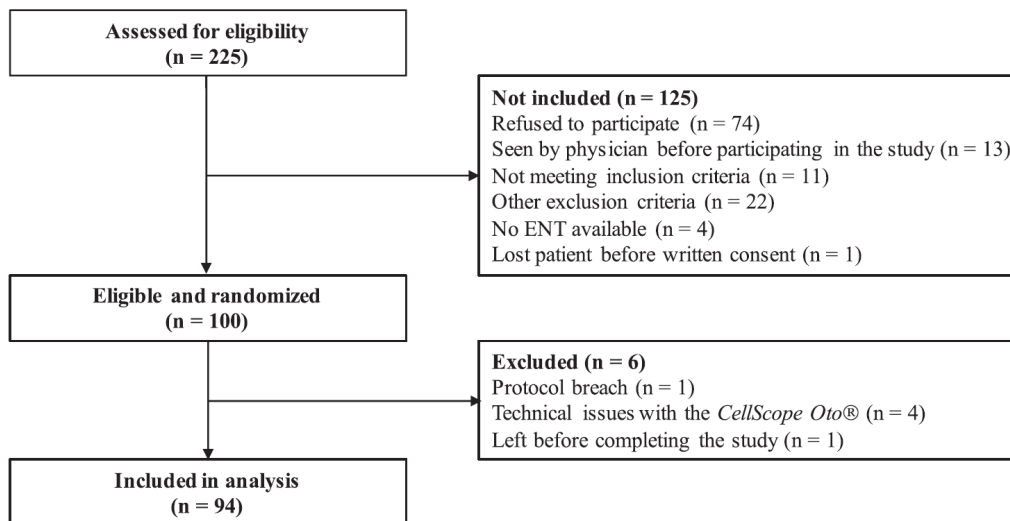 Assessed for eligibility
(n = 225)
Not included (n = 125)
Refused to participate (n = 74)
Seen by physician before participating in the study (n = 13)
Not meeting inclusion criteria (n = 11)
Other exclusion criteria (n = 22)
No ENT available (n = 4)
Lost patient before written consent (n = 1)
Eligible and randomized
(n = 100)
Excluded (n = 6)
Protocol breach (n = 1)
Technical issues with the CellScope Oto® (n = 4)
Left before completing the study (n = 1)
Included in analysis
(n = 94)